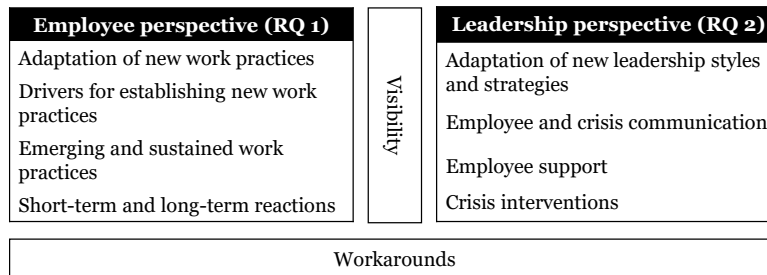 Employee perspective (RQ 1)
Adaptation of new work practices
Drivers for establishing new work
practices
Emerging and sustained work
practices
Short-term and long-term reactions
Visibility
Leadership perspective (RQ 2)
Adaptation of new leadership styles
and strategies
Employee and crisis communication
Employee support
Crisis interventions
Workarounds